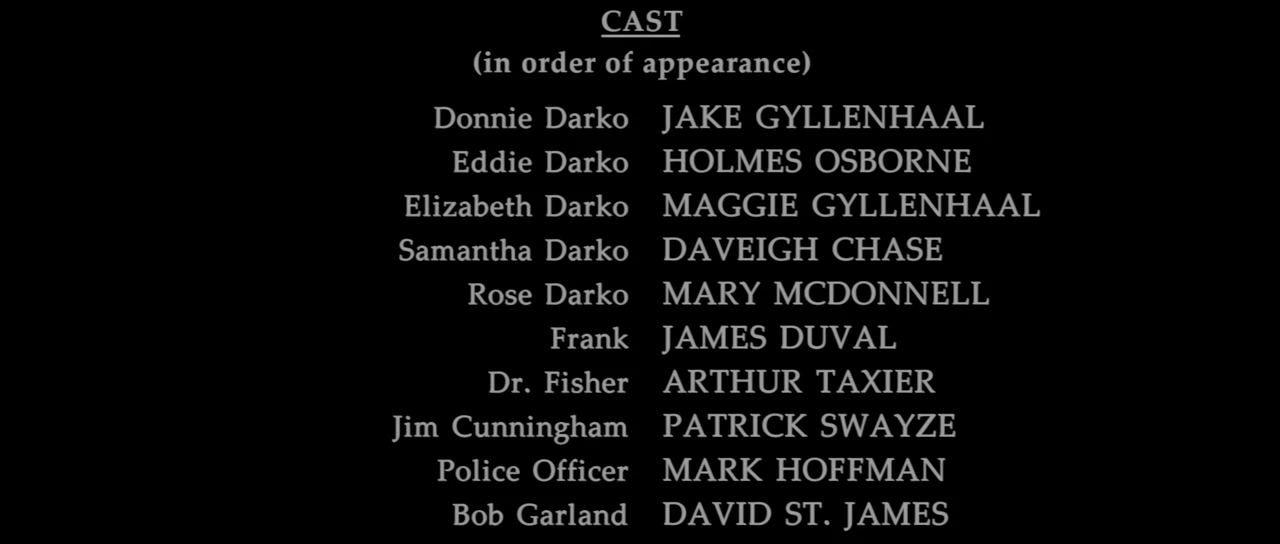 CAST
(in order of appearance)
Donnie Darko JAKE GYLLENHAAL
Eddie Darko HOLMES OSBORNE
Elizabeth Darko MAGGIE GYLLENHAAL
Samantha Darko DAVEIGH CHASE
Rose Darko MARY MCDONNELL
Frank JAMES DUVAL
Dr. Fisher ARTHUR TAXIER
Jim Cunningham PATRICK SWAYZE
Police Officer MARK HOFFMAN
Bob Garland DAVID ST. JAMES